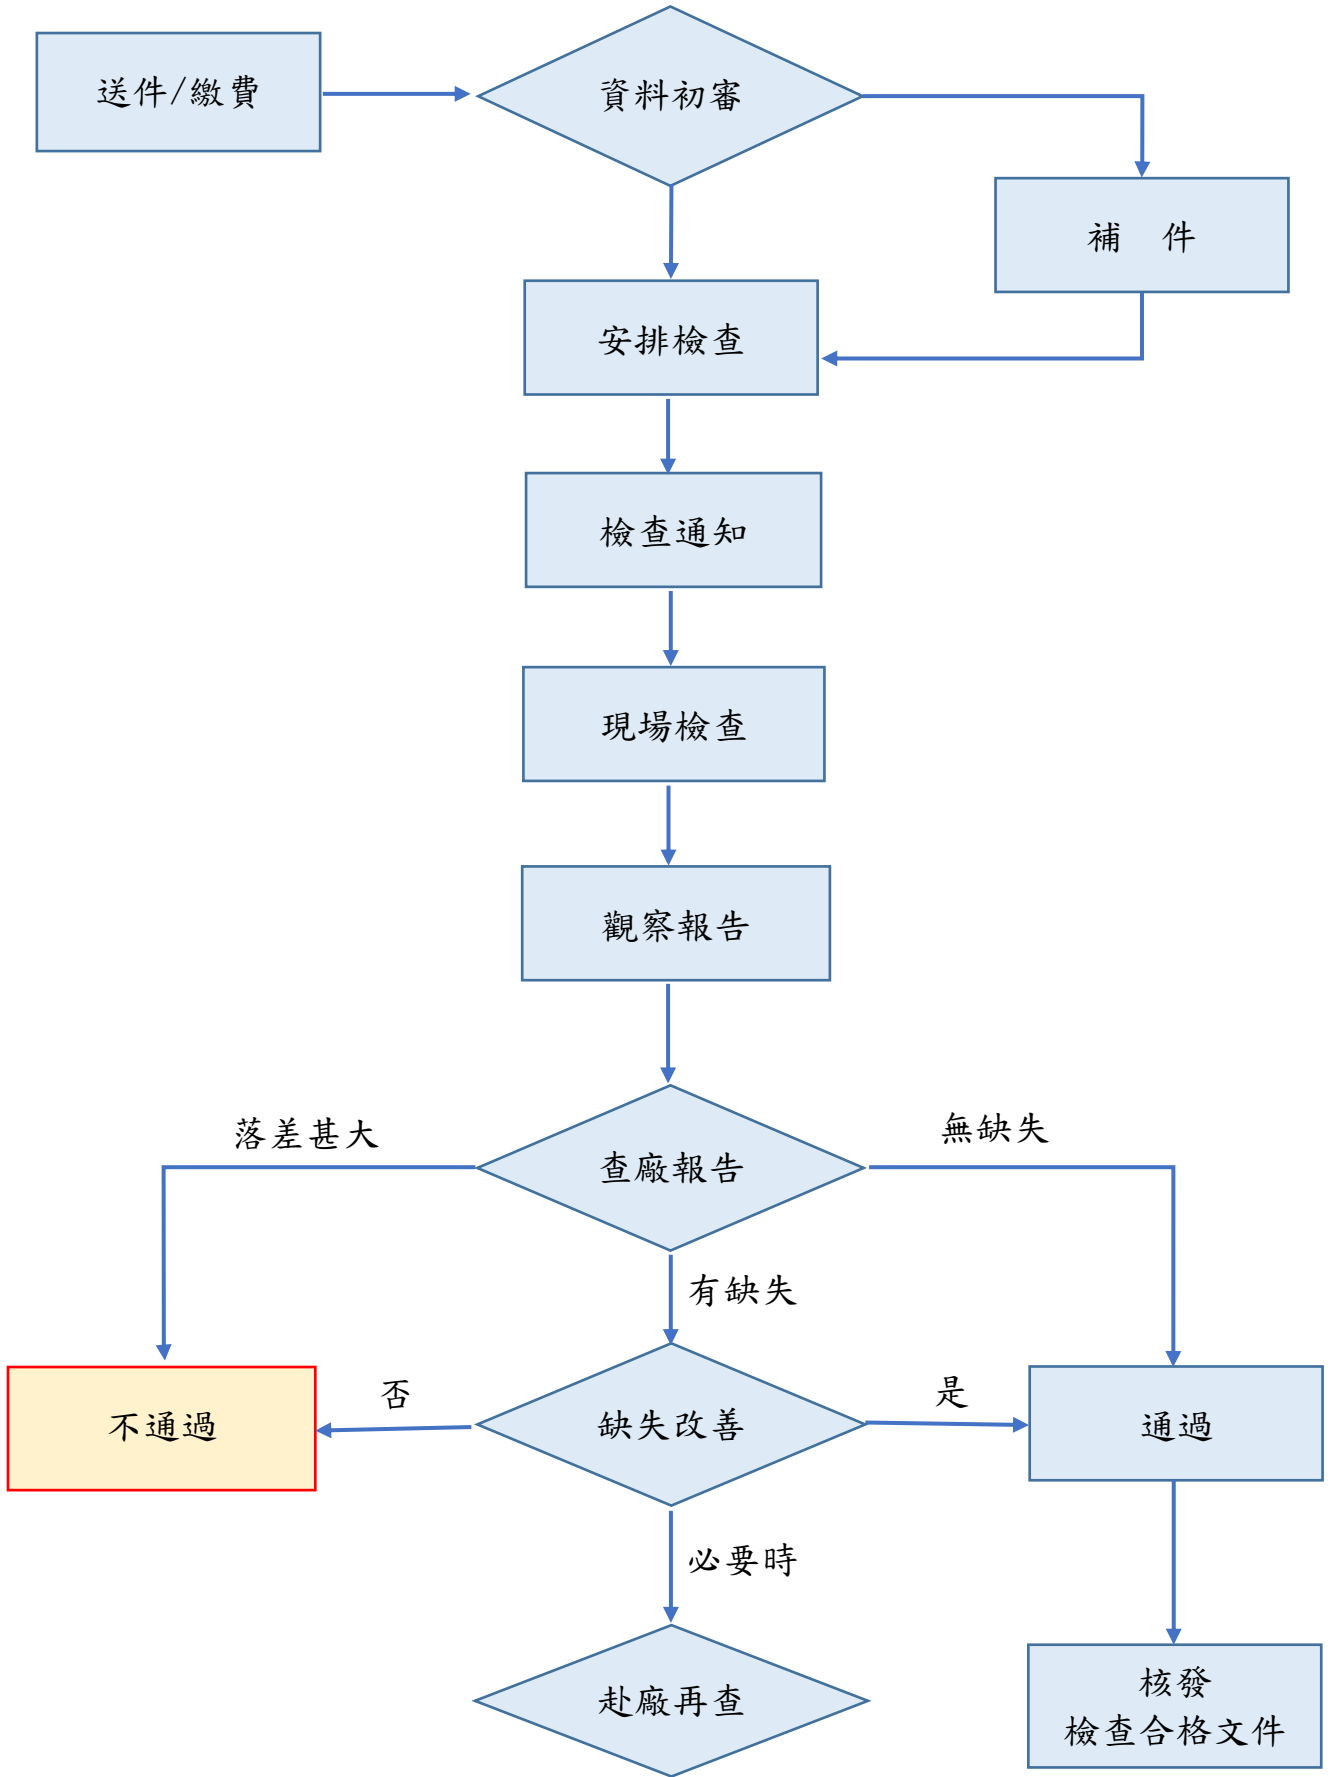 送件/繳費
資料初審
補 件
安排檢查
檢查通知
現場檢查
觀察報告
查廠報告
落差甚大
無缺失
有缺失
不通過
否
缺失改善
是
通過
必要時
赴廠再查
核發
檢查合格文件